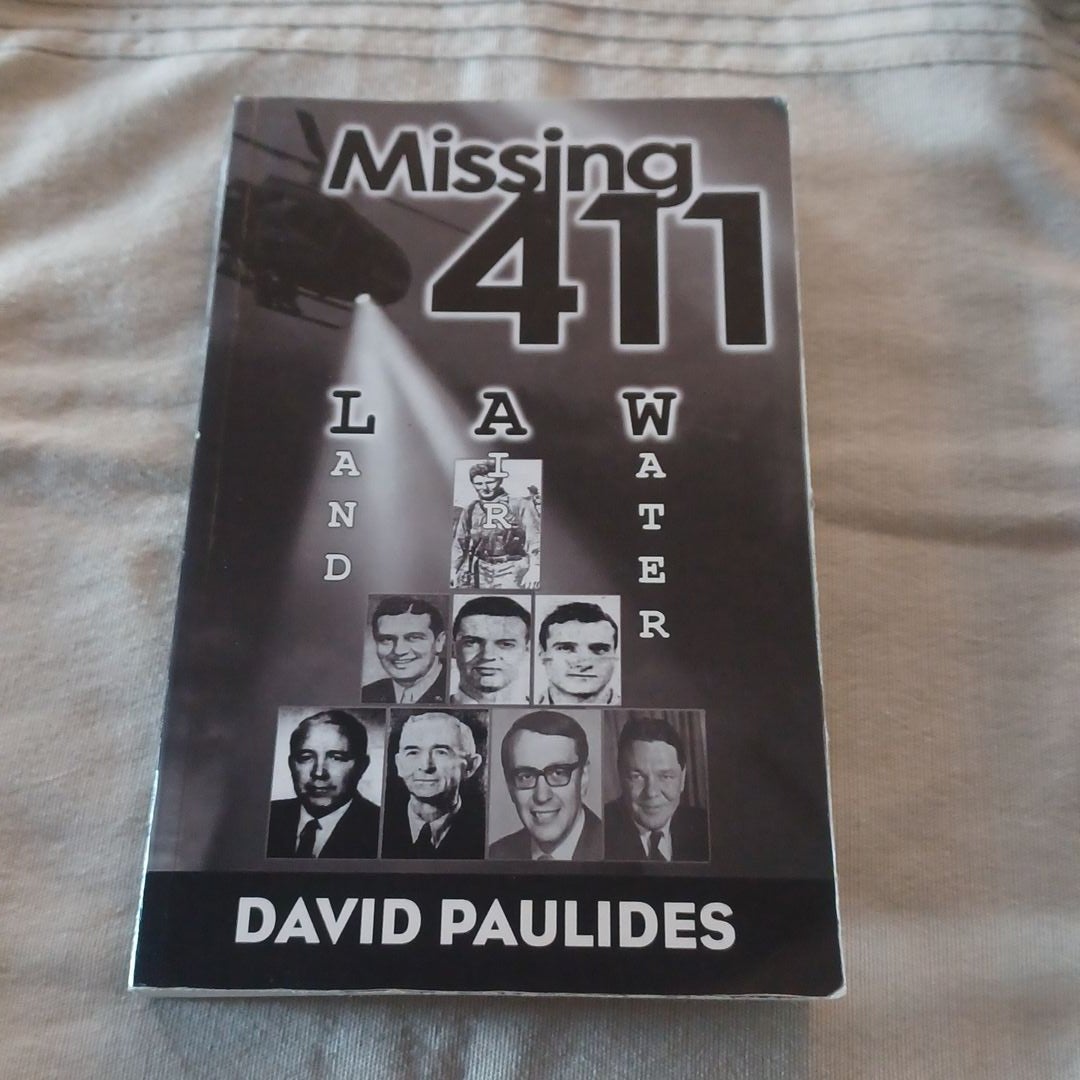 Missing
411
LAND
AIR
WATER
DAVID PAULIDES